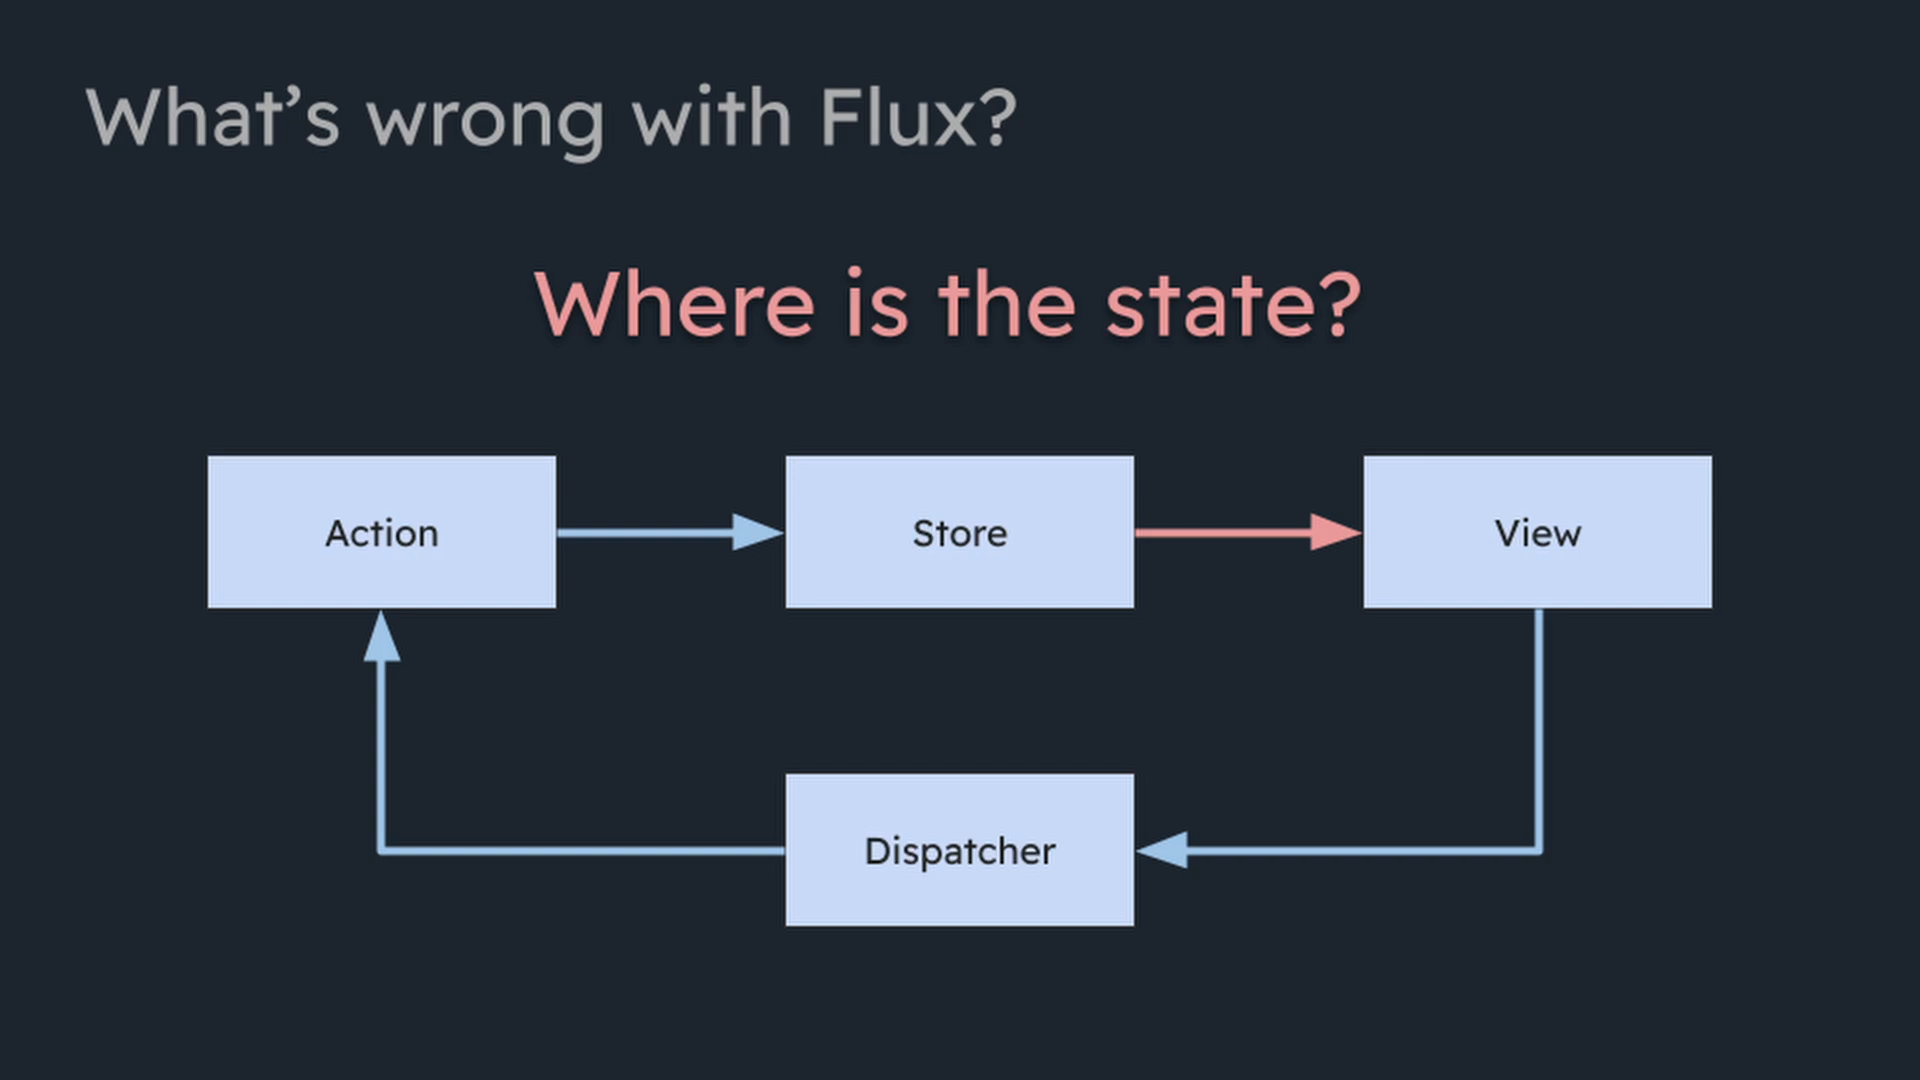 What’s wrong with Flux?
Where is the state?
Action
Store
View
Dispatcher